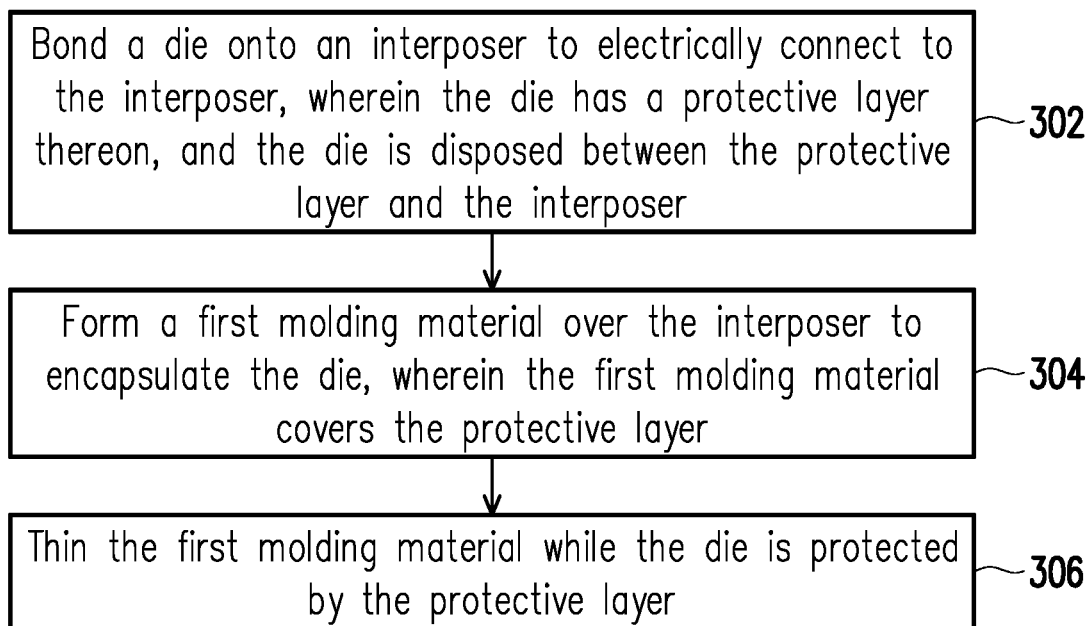 Bond a die onto an interposer to electrically connect to
the interposer, wherein the die has a protective layer
thereon, and the die is disposed between the protective
layer and the interposer
302
Form a first molding material over the interposer to
encapsulate the die, wherein the first molding material
covers the protective layer
304
Thin the first molding material while the die is protected
by the protective layer
306